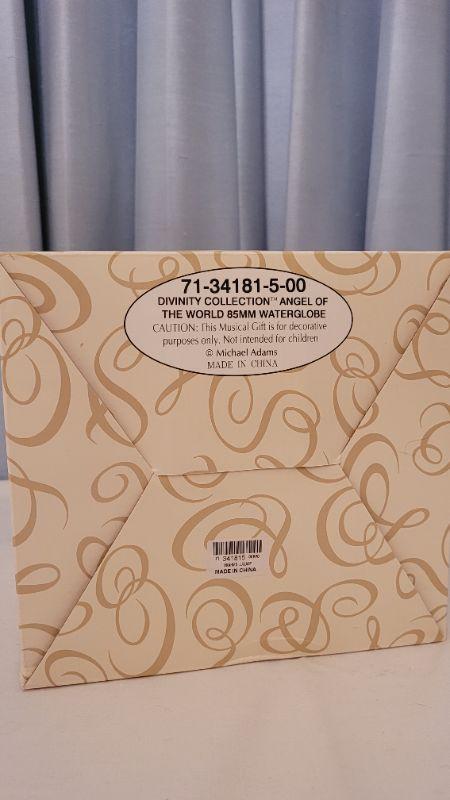 71-34181-5-00
DIVINITY COLLECTION™ ANGEL OF
THE WORLD 85MM WATERGLOBE
CAUTION: This Musical Gift is for decorative
purposes only. Not intended for children
© Michael Adams
MADE IN CHINA
341815
MADE IN CHINA